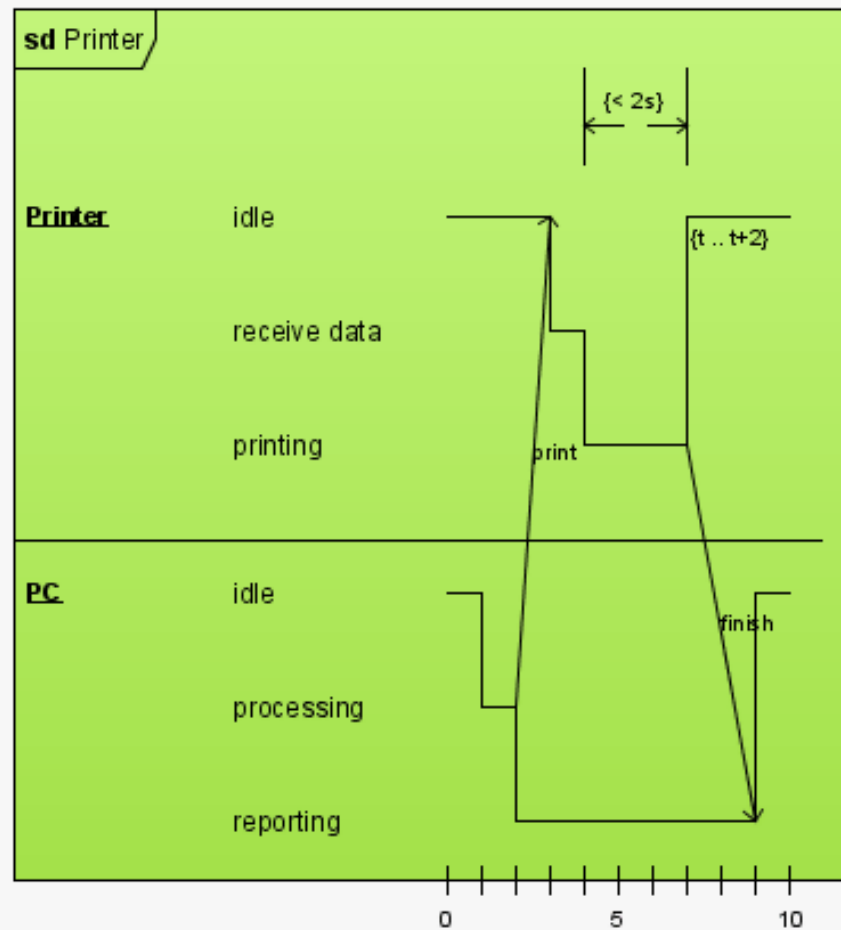 sd Printer
{< 2s}
Printer idle
{t .. t+2}
receive data
printing
print
PC idle
finish
processing
reporting
0 5 10